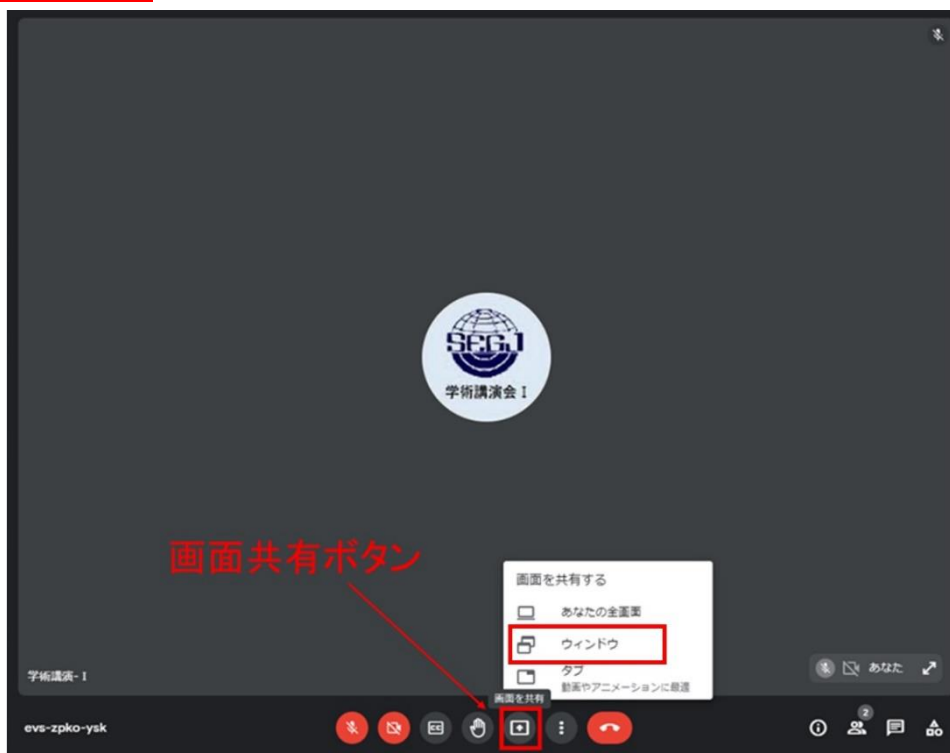 SEGJ
学術講演会 I
画面共有ボタン
画面を共有する
あなたの全画面
ウィンドウ
タブ
動画やアニメーションに最適
学術講演- I
あなた
画面を共有
evs-zpko-ysk
CC
2